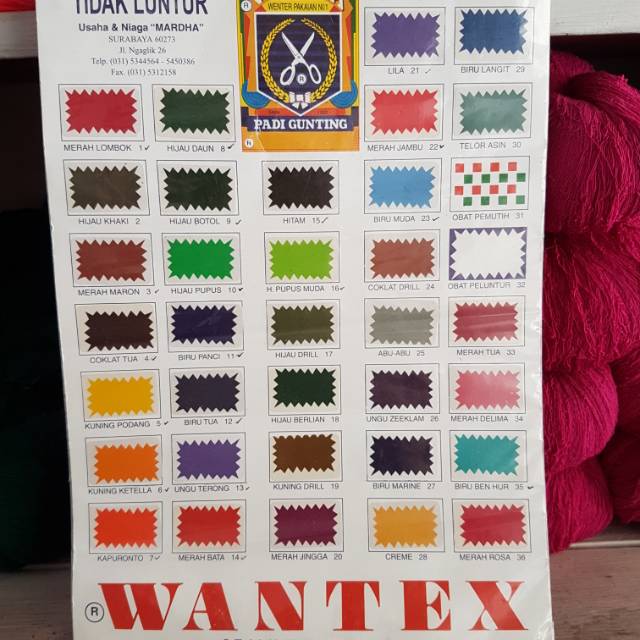 TIDAK LUNTUR
Usaha & Niaga "MARDHA"
SURABAYA 60273
Jl. Ngaglik 26
Telp. (031) 5344564 - 5450386
Fax. (031) 5312158
WENTER PAKAIAN NO.1
PADI GUNTING
LILA 21
BIRU LANGIT 29
MERAH LOMBOK 1
HIJAU DAUN 8
MERAH JAMBU 22
TELOR ASIN 30
HIJAU KHAKI 2
HIJAU BOTOL 9
HITAM 15
BIRU MUDA 23
OBAT PEMUTIH 31
MERAH MARON 3
HIJAU PUPUS 10
H. PUPUS MUDA 16
COKLAT DRILL 24
OBAT PELUNTUR 32
COKLAT TUA 4
BIRU PANCI 11
HIJAU DRILL 17
ABU-ABU 25
MERAH TUA 33
KUNING PODANG 5
BIRU TUA 12
HIJAU BERLIAN 18
UNGU ZEEKLAM 26
MERAH DELIMA 34
KUNING KETELLA 6
UNGU TERONG 13
KUNING DRILL 19
BIRU MARINE 27
BIRU BEN HUR 35
KAPURONTO 7
MERAH BATA 14
MERAH JINGGA 20
CREME 28
MERAH ROSA 36
® WANTEX